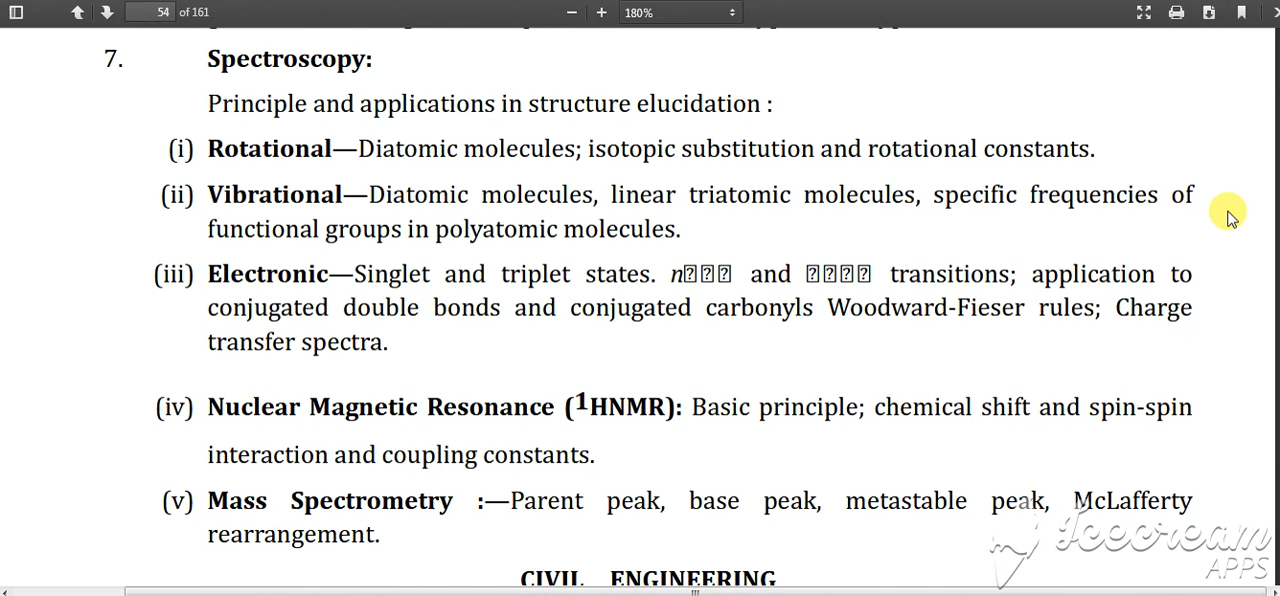 54 of 161
180%
7. Spectroscopy:
Principle and applications in structure elucidation :
(i) Rotational—Diatomic molecules; isotopic substitution and rotational constants.
(ii) Vibrational—Diatomic molecules, linear triatomic molecules, specific frequencies of
functional groups in polyatomic molecules.
(iii) Electronic—Singlet and triplet states. n⍰⍰⍰ and ⍰⍰⍰⍰ transitions; application to
conjugated double bonds and conjugated carbonyls Woodward-Fieser rules; Charge
transfer spectra.
(iv) Nuclear Magnetic Resonance (¹HNMR): Basic principle; chemical shift and spin-spin
interaction and coupling constants.
(v) Mass Spectrometry :—Parent peak, base peak, metastable peak, McLafferty
rearrangement.
Icecream
APPS
CIVIL ENGINEERING